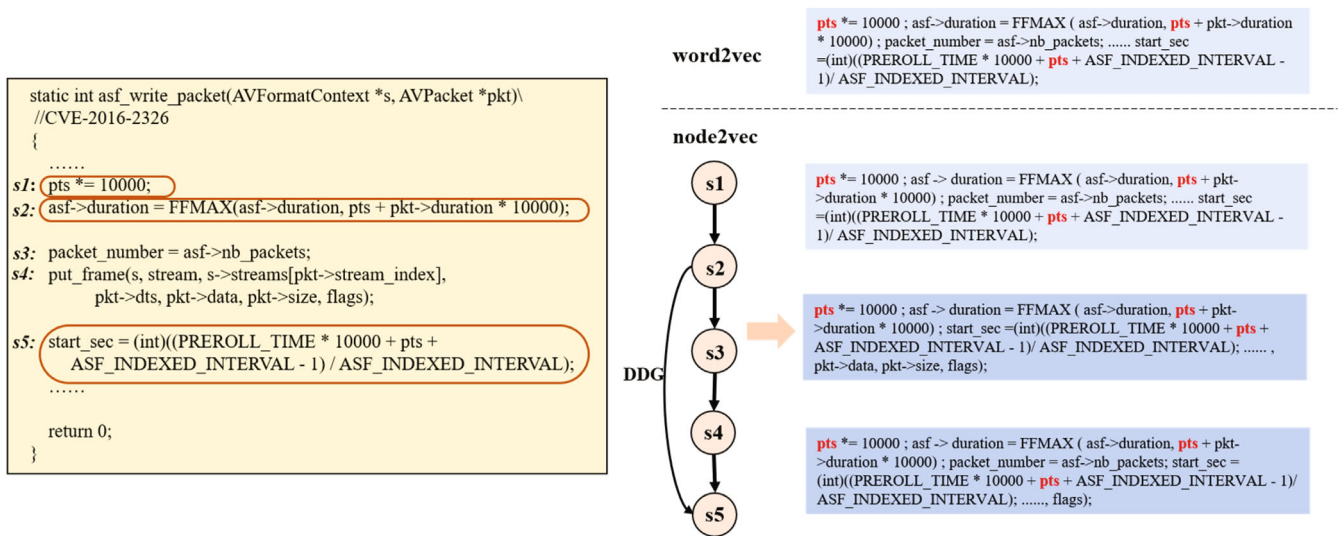 static int asf_write_packet(AVFormatContext *s, AVPacket *pkt)\
//CVE-2016-2326
{
......
s1: pts *= 10000;
s2: asf->duration = FFMAX(asf->duration, pts + pkt->duration * 10000);
s3: packet_number = asf->nb_packets;
s4: put_frame(s, stream, s->streams[pkt->stream_index],
pkt->dts, pkt->data, pkt->size, flags);
s5: start_sec = (int)((PREROLL_TIME * 10000 + pts +
ASF_INDEXED_INTERVAL - 1) / ASF_INDEXED_INTERVAL);
......
return 0;
}
word2vec
pts *= 10000 ; asf->duration = FFMAX ( asf->duration, pts + pkt->duration
* 10000) ; packet_number = asf->nb_packets; ...... start_sec
=(int)((PREROLL_TIME * 10000 + pts + ASF_INDEXED_INTERVAL -
1)/ ASF_INDEXED_INTERVAL);
node2vec
s1
s2
s3
s4
s5
DDG
pts *= 10000 ; asf -> duration = FFMAX ( asf->duration, pts + pkt-
>duration * 10000) ; packet_number = asf->nb_packets; ...... start_sec
=(int)((PREROLL_TIME * 10000 + pts + ASF_INDEXED_INTERVAL -
1)/ ASF_INDEXED_INTERVAL);
pts *= 10000 ; asf -> duration = FFMAX ( asf->duration, pts + pkt-
>duration * 10000) ; start_sec =(int)((PREROLL_TIME * 10000 + pts +
ASF_INDEXED_INTERVAL - 1)/ ASF_INDEXED_INTERVAL); ...... ,
pkt->data, pkt->size, flags);
pts *= 10000 ; asf -> duration = FFMAX ( asf->duration, pts + pkt-
>duration * 10000) ; packet_number = asf->nb_packets; start_sec =
(int)((PREROLL_TIME * 10000 + pts + ASF_INDEXED_INTERVAL - 1)/
ASF_INDEXED_INTERVAL); ......, flags);